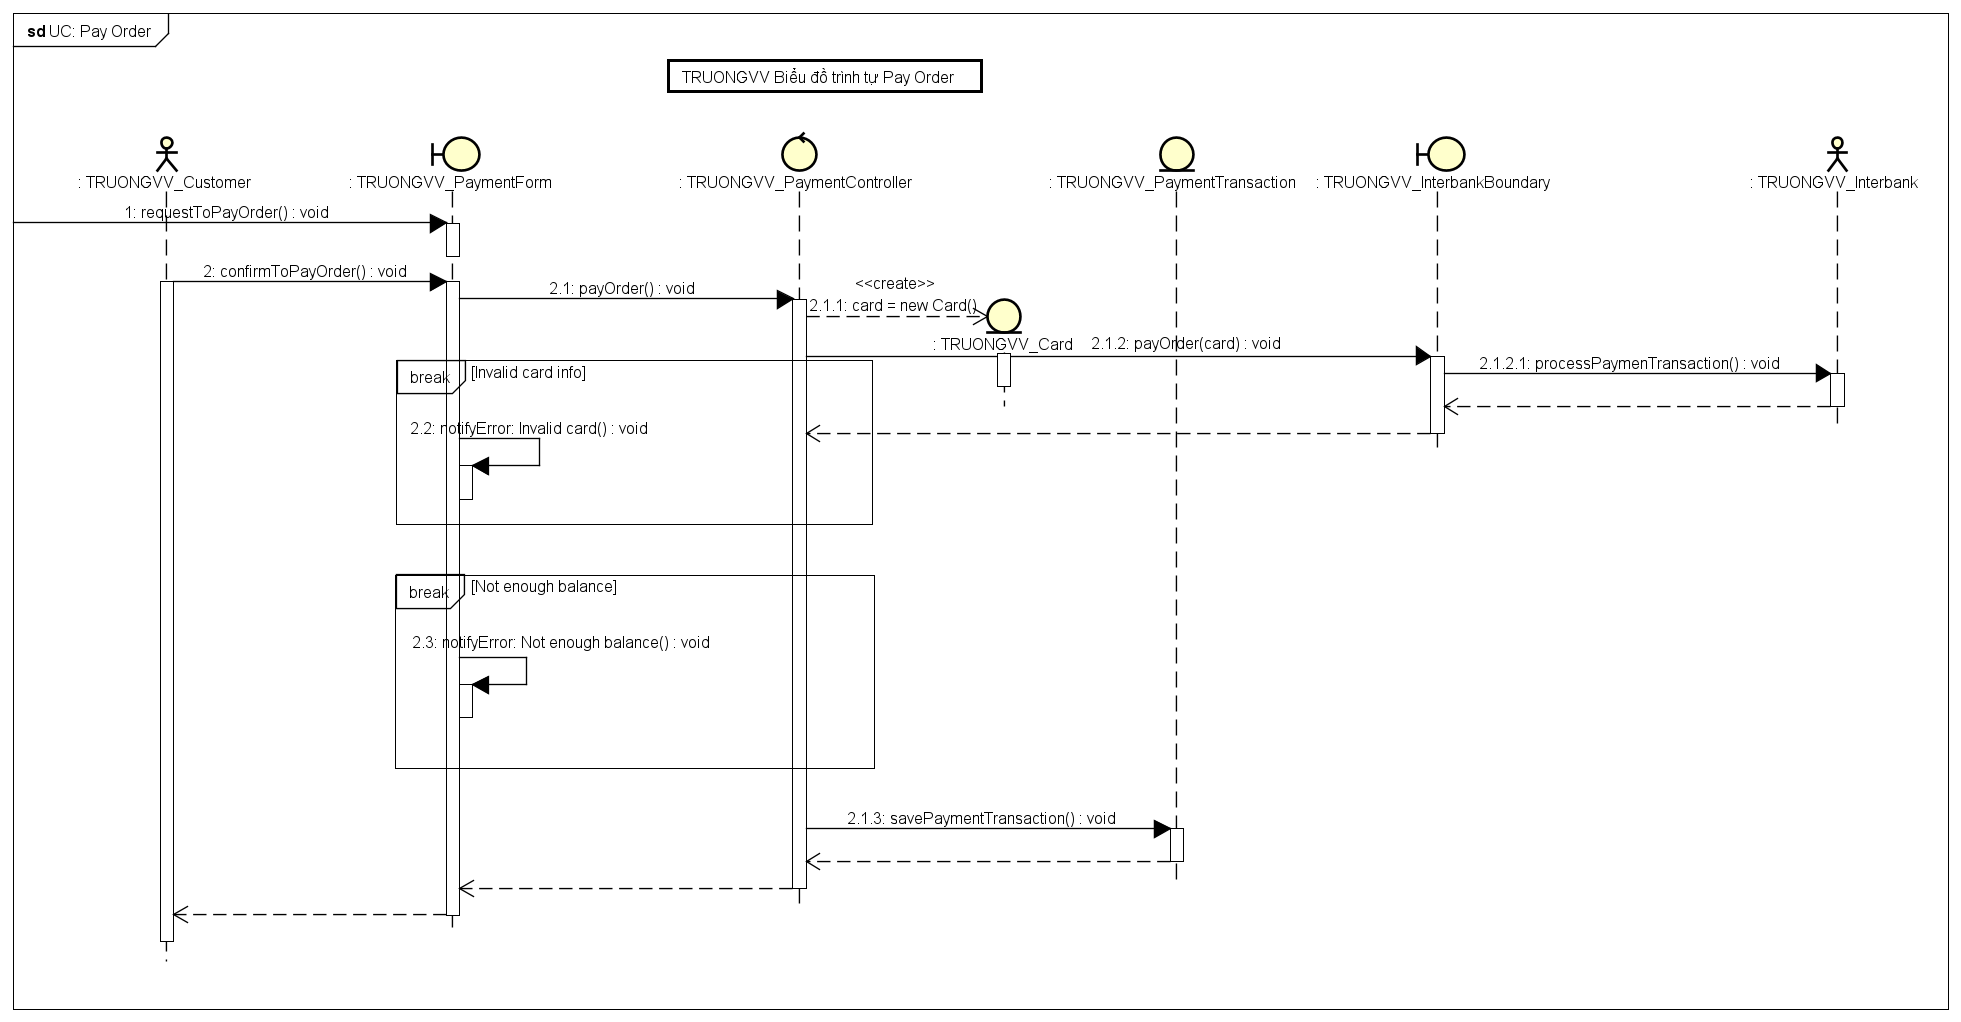 sd UC: Pay Order
TRUONGVV Biểu đồ trình tự Pay Order
: TRUONGVV_Customer
: TRUONGVV_PaymentForm
: TRUONGVV_PaymentController
: TRUONGVV_PaymentTransaction
: TRUONGVV_InterbankBoundary
: TRUONGVV_Interbank
1: requestToPayOrder() : void
2: confirmToPayOrder() : void
2.1: payOrder() : void
<<create>>
2.1.1: card = new Card()
: TRUONGVV_Card
2.1.2: payOrder(card) : void
2.1.2.1: processPaymenTransaction() : void
break
[Invalid card info]
2.2: notifyError: Invalid card() : void
break
[Not enough balance]
2.3: notifyError: Not enough balance() : void
2.1.3: savePaymentTransaction() : void